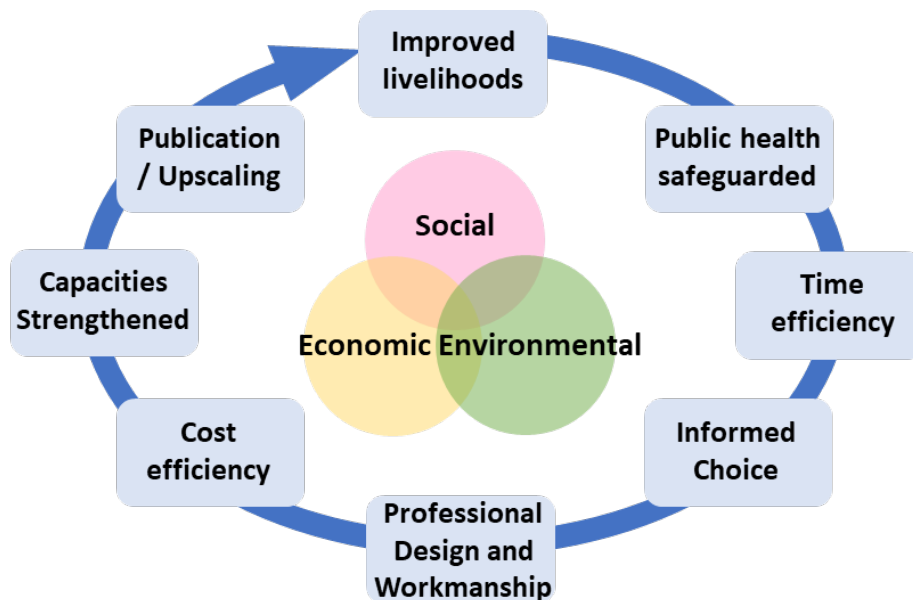 Improved
livelihoods
Public health
safeguarded
Time
efficiency
Informed
Choice
Professional
Design and
Workmanship
Cost
efficiency
Capacities
Strengthened
Publication
/ Upscaling
Social
Economic
Environmental